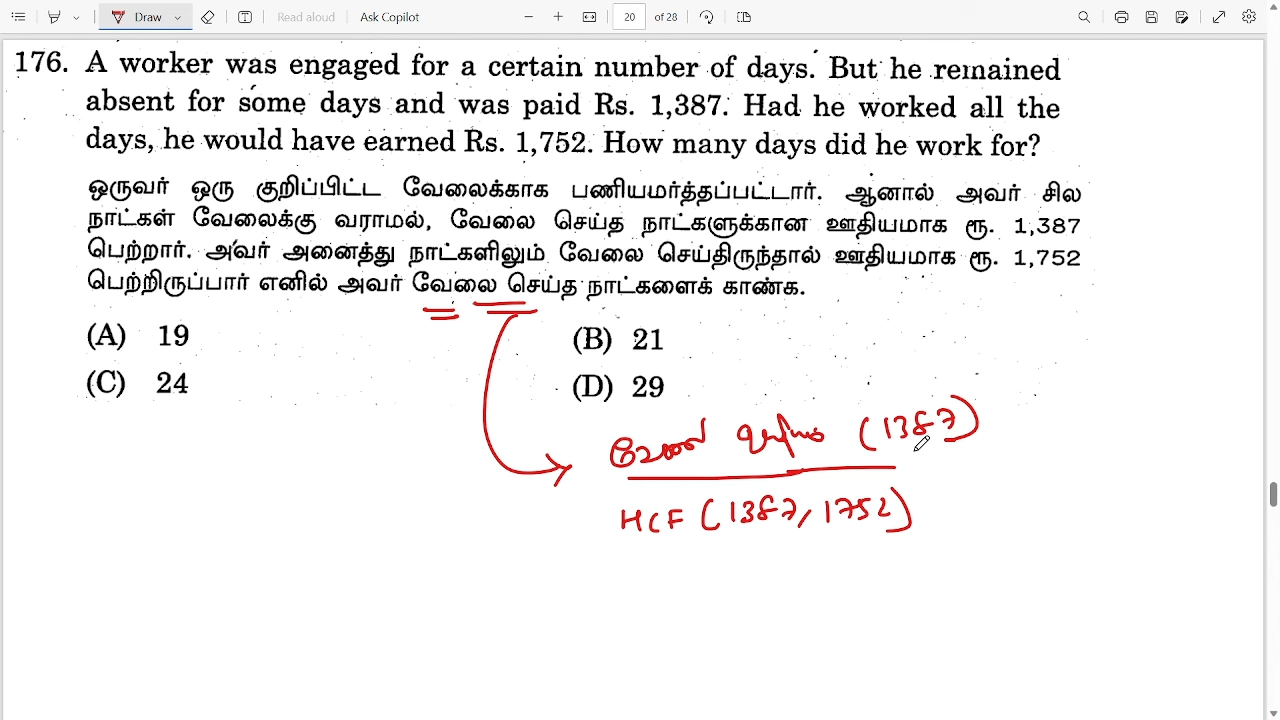 Draw
Read aloud
Ask Copilot
20 of 28
176. A worker was engaged for a certain number of days. But he remained
absent for some days and was paid Rs. 1,387. Had he worked all the
days, he would have earned Rs. 1,752. How many days did he work for?
ஒருவர் ஒரு குறிப்பிட்ட வேலைக்காக பணியமர்த்தப்பட்டார். ஆனால் அவர் சில
நாட்கள் வேலைக்கு வராமல், வேலை செய்த நாட்களுக்கான ஊதியமாக ரூ. 1,387
பெற்றார். அவர் அனைத்து நாட்களிலும் வேலை செய்திருந்தால் ஊதியமாக ரூ. 1,752
பெற்றிருப்பார் எனில் அவர் வேலை செய்த நாட்களைக் காண்க.
(A) 19
(B) 21
(C) 24
(D) 29
(1387)
HCF (1387, 1752)